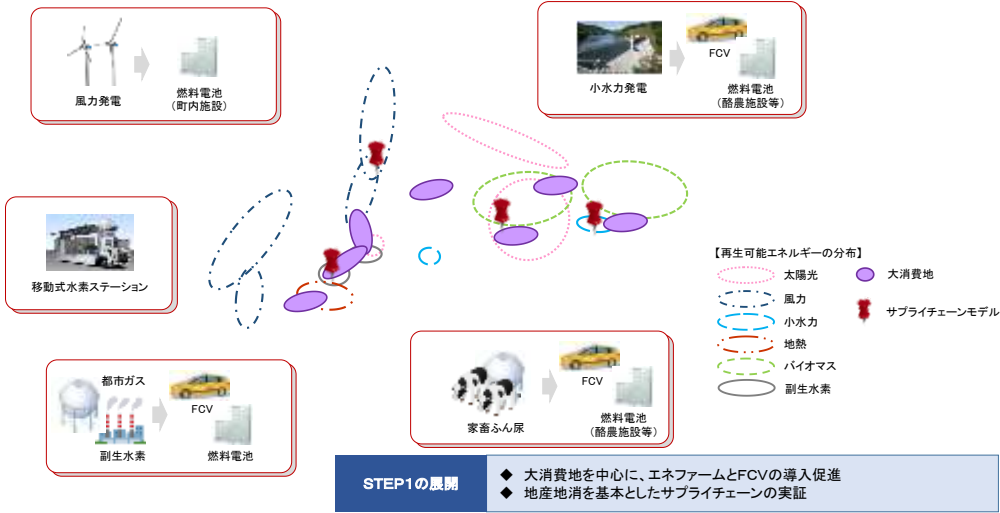 風力発電
燃料電池
(町内施設)
小水力発電
FCV
燃料電池
(酪農施設等)
移動式水素ステーション
【再生可能エネルギーの分布】
太陽光
風力
小水力
地熱
バイオマス
副生水素
大消費地
サプライチェーンモデル
都市ガス
副生水素
FCV
燃料電池
家畜ふん尿
FCV
燃料電池
(酪農施設等)
STEP1の展開
◆ 大消費地を中心に、エネファームとFCVの導入促進
◆ 地産地消を基本としたサプライチェーンの実証